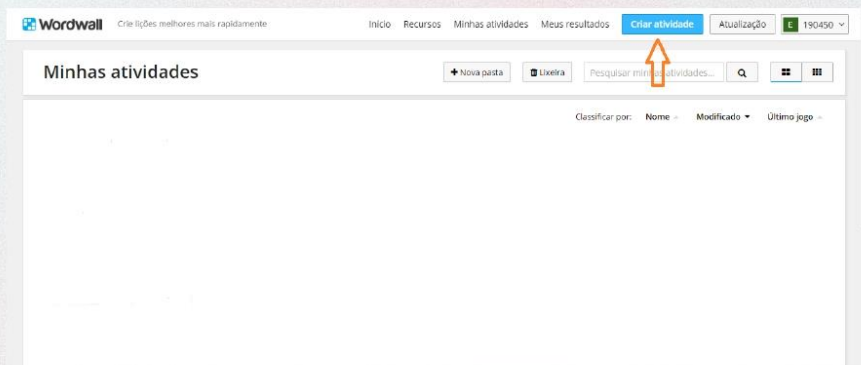 Wordwall Crie lições melhores mais rapidamente Início Recursos Minhas atividades Meus resultados Criar atividade Atualização E 190450
Minhas atividades Nova pasta Lixeira Pesquisar minhas atividades...
Classificar por: Nome Modificado Último jogo